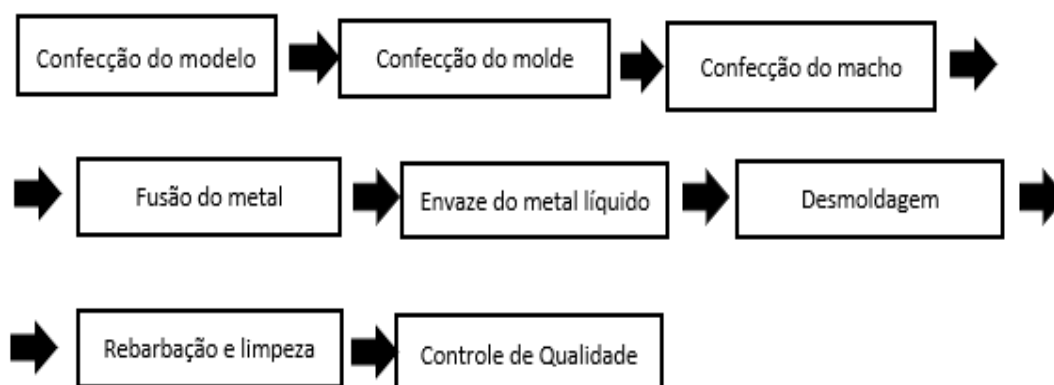 Confecção do modelo
Confecção do molde
Confecção do macho
Fusão do metal
Envaze do metal líquido
Desmoldagem
Rebarbação e limpeza
Controle de Qualidade